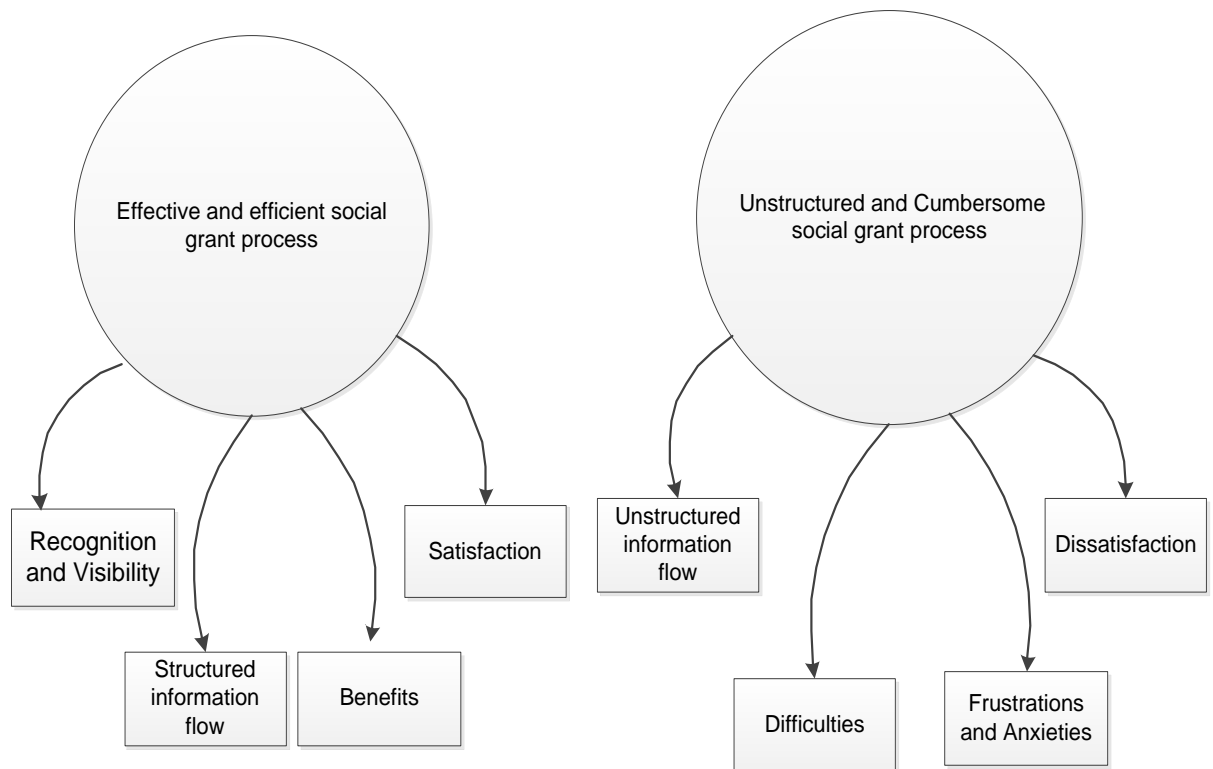 Effective and efficient social
grant process
Unstructured and Cumbersome
social grant process
Recognition
and Visibility
Structured
information
flow
Benefits
Satisfaction
Unstructured
information
flow
Difficulties
Frustrations
and Anxieties
Dissatisfaction